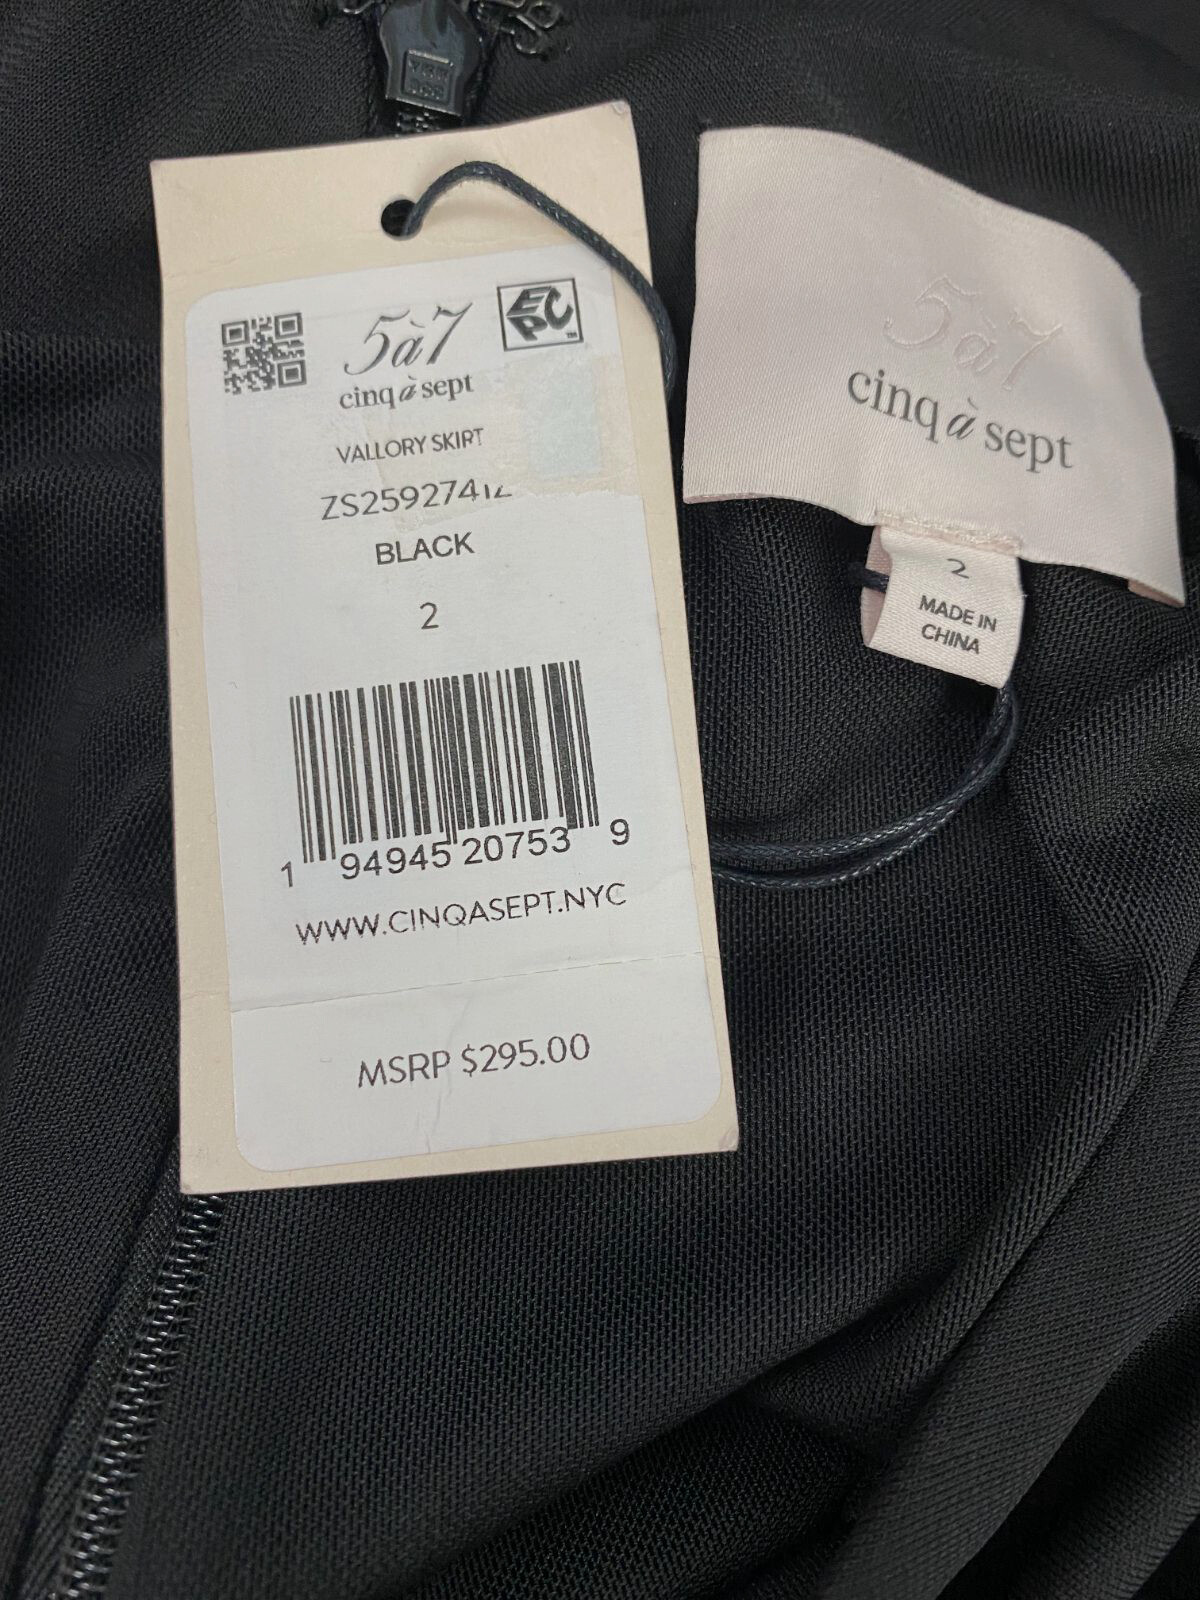 5à7
EPC
cinq à sept
VALLORY SKIRT
BLACK
2
1 94945 20753 9
WWW.CINQASEPT.NYC
MSRP $295.00
5à7
cinq à sept
2
MADE IN
CHINA